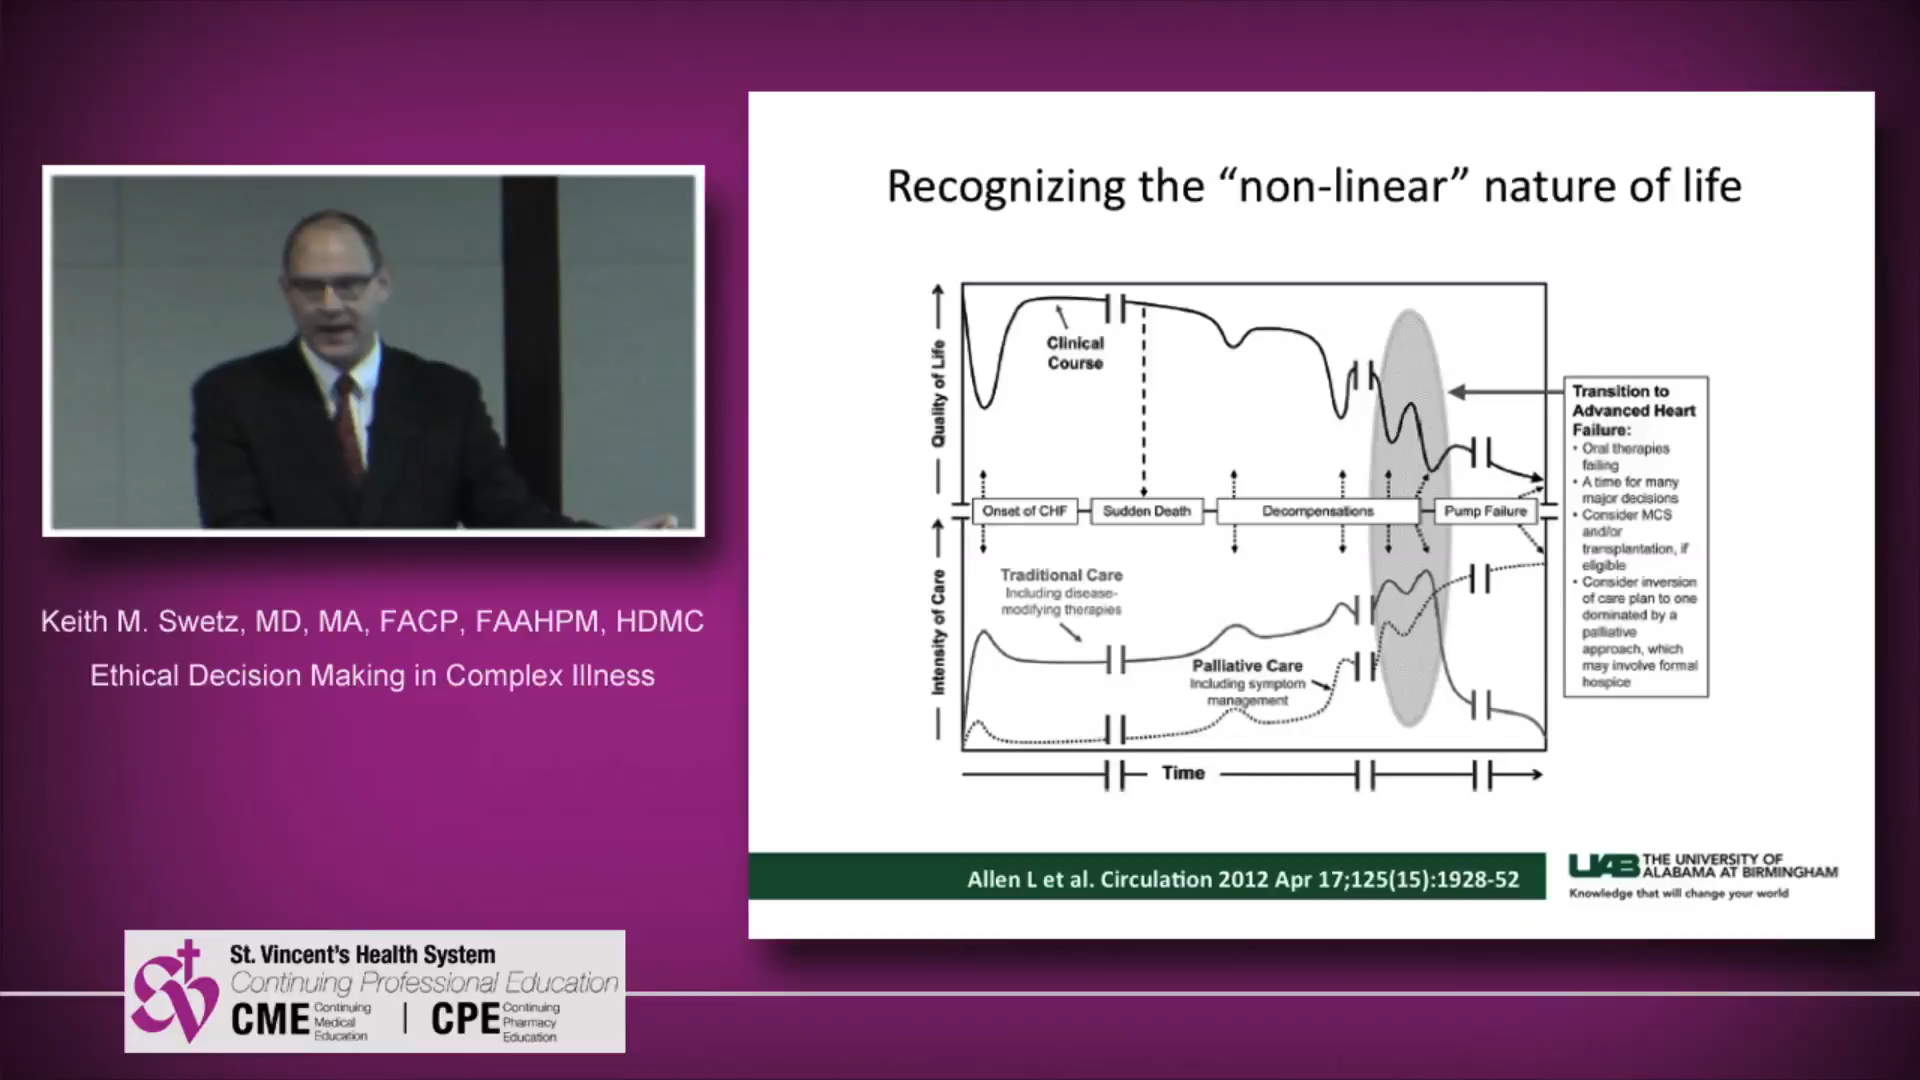 Recognizing the “non-linear” nature of life
Quality of Life
Clinical
Course
Onset of CHF
Sudden Death
Decompensations
Pump Failure
Intensity of Care
Traditional Care
Including disease-
modifying therapies
Palliative Care
Including symptom
management
Time
Transition to
Advanced Heart
Failure:
• Oral therapies
failing
• A time for many
major decisions
• Consider MCS
and/or
transplantation, if
eligible
• Consider inversion
of care plan to one
dominated by a
palliative
approach, which
may involve formal
hospice
Allen L et al. Circulation 2012 Apr 17;125(15):1928-52
UAB
THE UNIVERSITY OF
ALABAMA AT BIRMINGHAM
Knowledge that will change your world
Keith M. Swetz, MD, MA, FACP, FAAHPM, HDMC
Ethical Decision Making in Complex Illness
St. Vincent’s Health System
Continuing Professional Education
CME Continuing
Medical
Education
| CPE Continuing
Pharmacy
Education